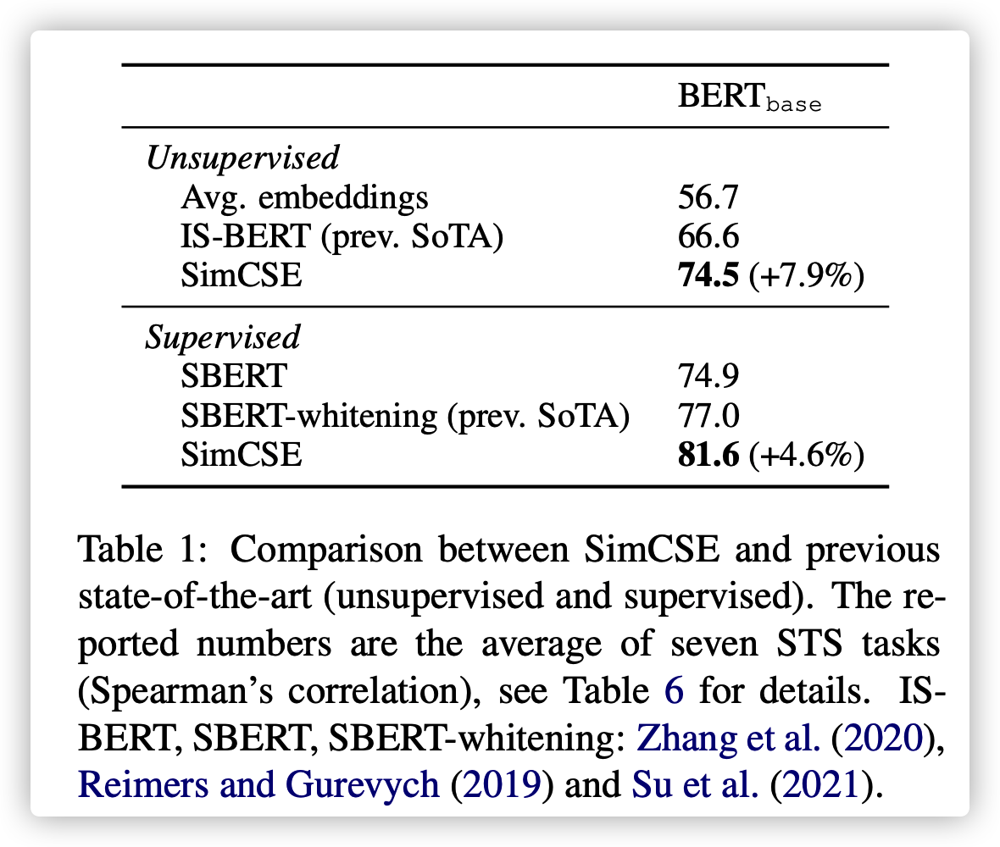 BERTbase
Unsupervised
Avg. embeddings 56.7
IS-BERT (prev. SoTA) 66.6
SimCSE 74.5 (+7.9%)
Supervised
SBERT 74.9
SBERT-whitening (prev. SoTA) 77.0
SimCSE 81.6 (+4.6%)
Table 1: Comparison between SimCSE and previous
state-of-the-art (unsupervised and supervised). The re-
ported numbers are the average of seven STS tasks
(Spearman’s correlation), see Table 6 for details. IS-
BERT, SBERT, SBERT-whitening: Zhang et al. (2020),
Reimers and Gurevych (2019) and Su et al. (2021).